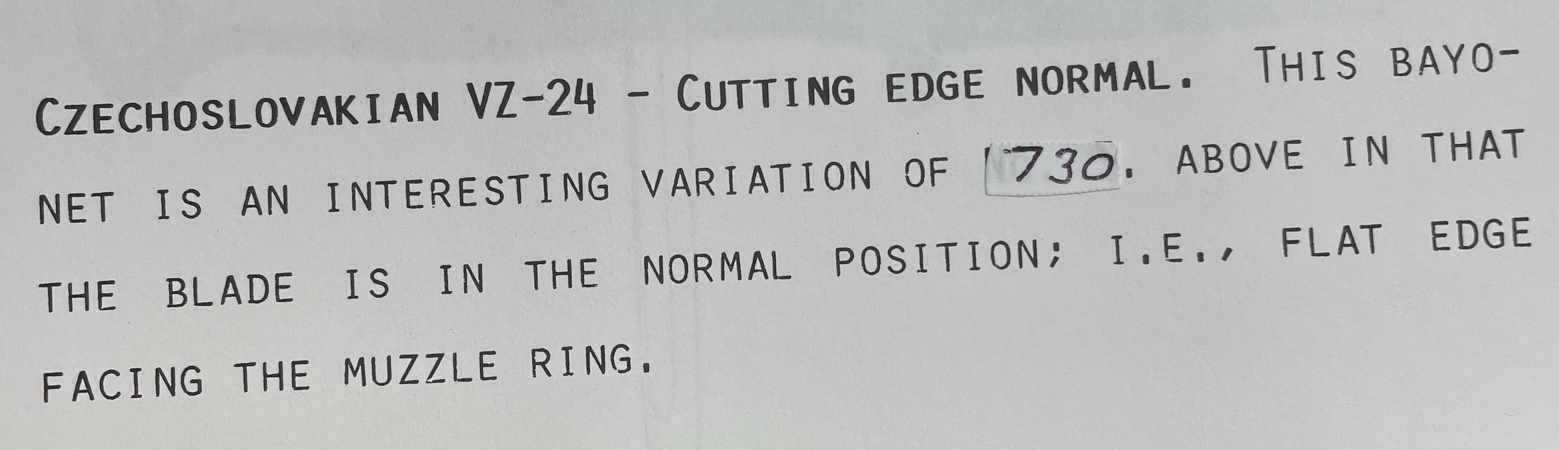 CZECHOSLOVAKIAN VZ-24 - CUTTING EDGE NORMAL. THIS BAYO-
NET IS AN INTERESTING VARIATION OF 730. ABOVE IN THAT
THE BLADE IS IN THE NORMAL POSITION; I.E., FLAT EDGE
FACING THE MUZZLE RING.